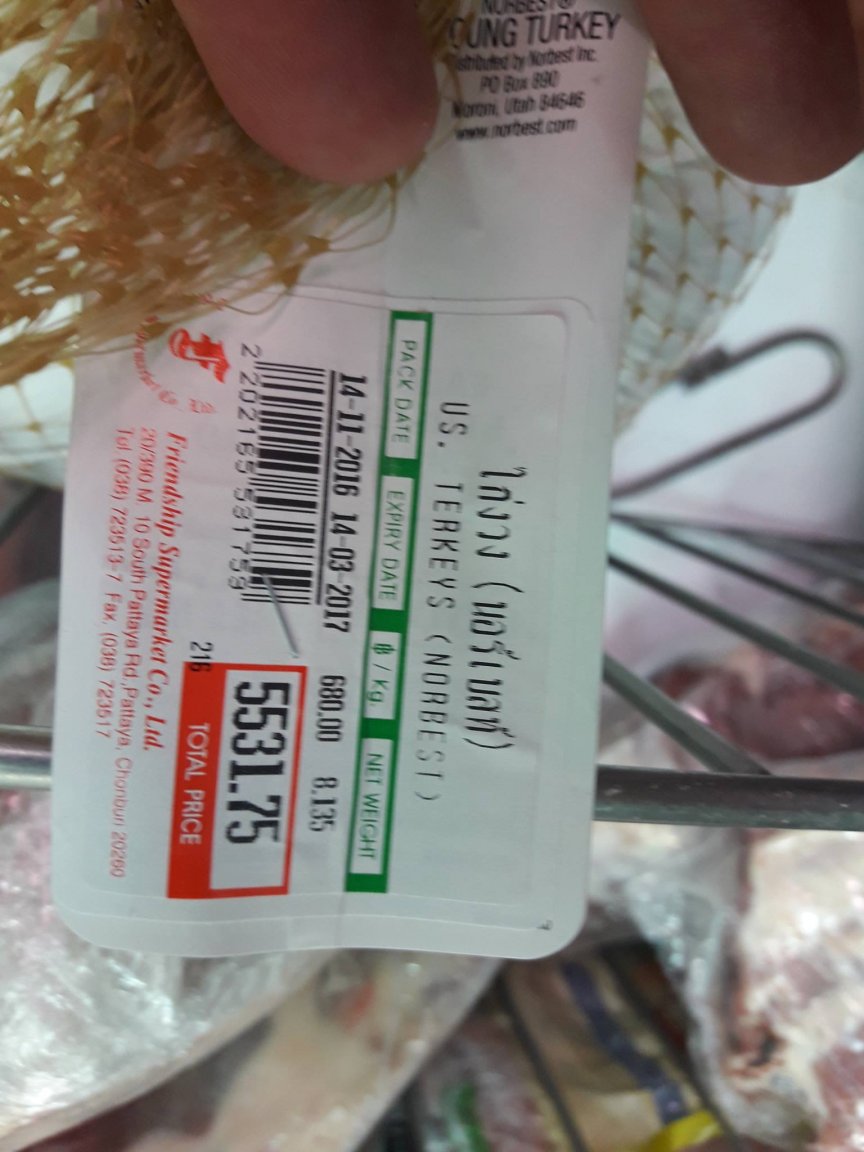 NORBEST®
OUNG TURKEY
istributed by Norbest Inc.
PO Box 890
Moroni, Utah 84646
www.norbest.com
ไก่งวง (นอร์เบสท์)
US. TERKEYS (NORBEST)
PACK DATE EXPIRY DATE ฿/Kg. NET WEIGHT
14-11-2016 14-03-2017 680.00 8.135
2 202165 531753
5531.75
216 TOTAL PRICE
Friendship Supermarket Co., Ltd.
20/390 M. 10 South Pattaya Rd.,Pattaya, Chonburi 20260
Tel. (038) 723513-7 Fax. (038) 723517